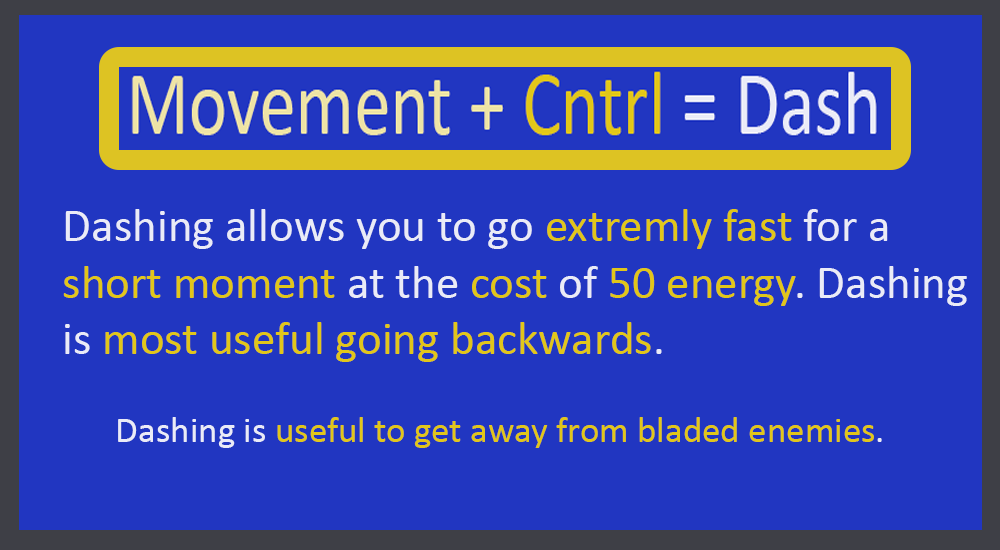 Movement + Cntrl = Dash
Dashing allows you to go extremly fast for a
short moment at the cost of 50 energy. Dashing
is most useful going backwards.
Dashing is useful to get away from bladed enemies.